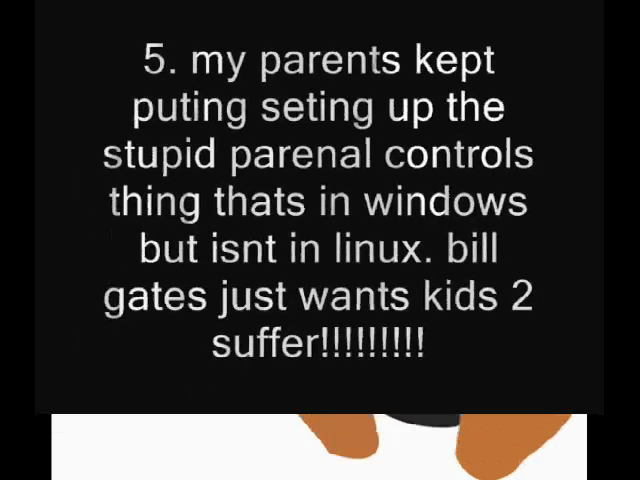 5. my parents kept
puting seting up the
stupid parenal controls
thing thats in windows
but isnt in linux. bill
gates just wants kids 2
suffer!!!!!!!!!